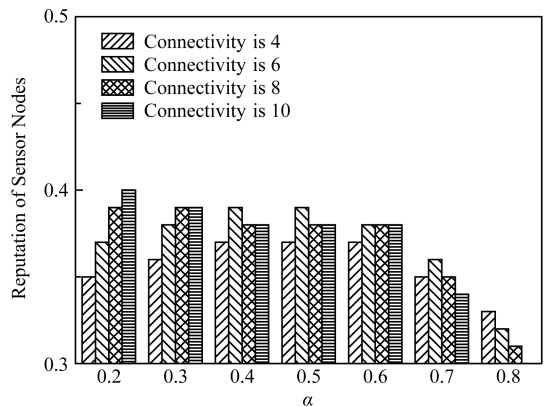 0.5
Connectivity is 4
Connectivity is 6
Connectivity is 8
Connectivity is 10
Reputation of Sensor Nodes
0.4
0.3
0.2 0.3 0.4 0.5 0.6 0.7 0.8
α